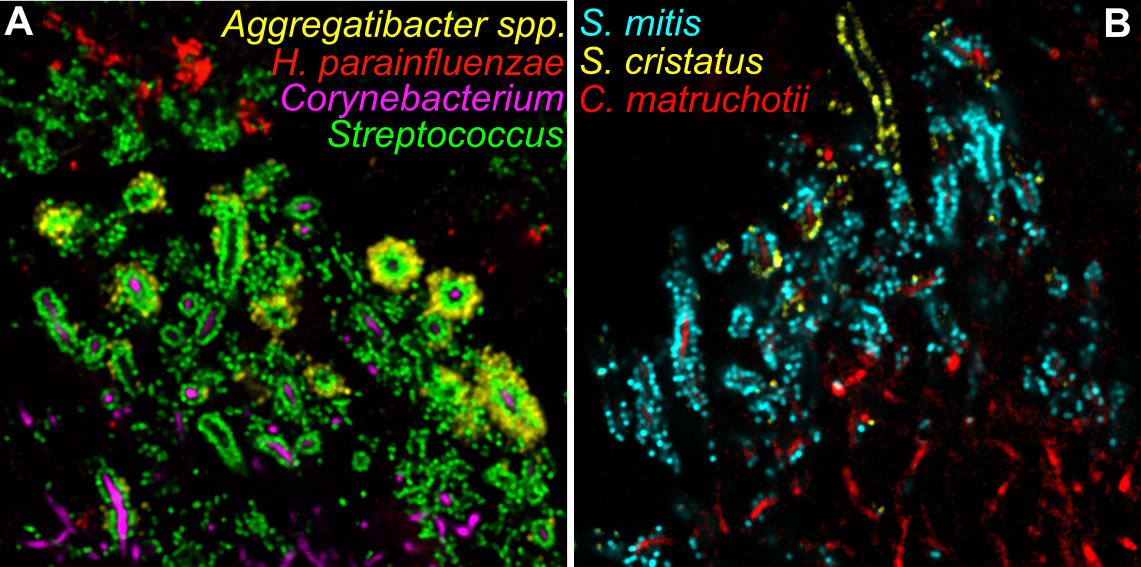 A
Aggregatibacter spp.
H. parainfluenzae
Corynebacterium
Streptococcus
S. mitis
S. cristatus
C. matruchotii
B